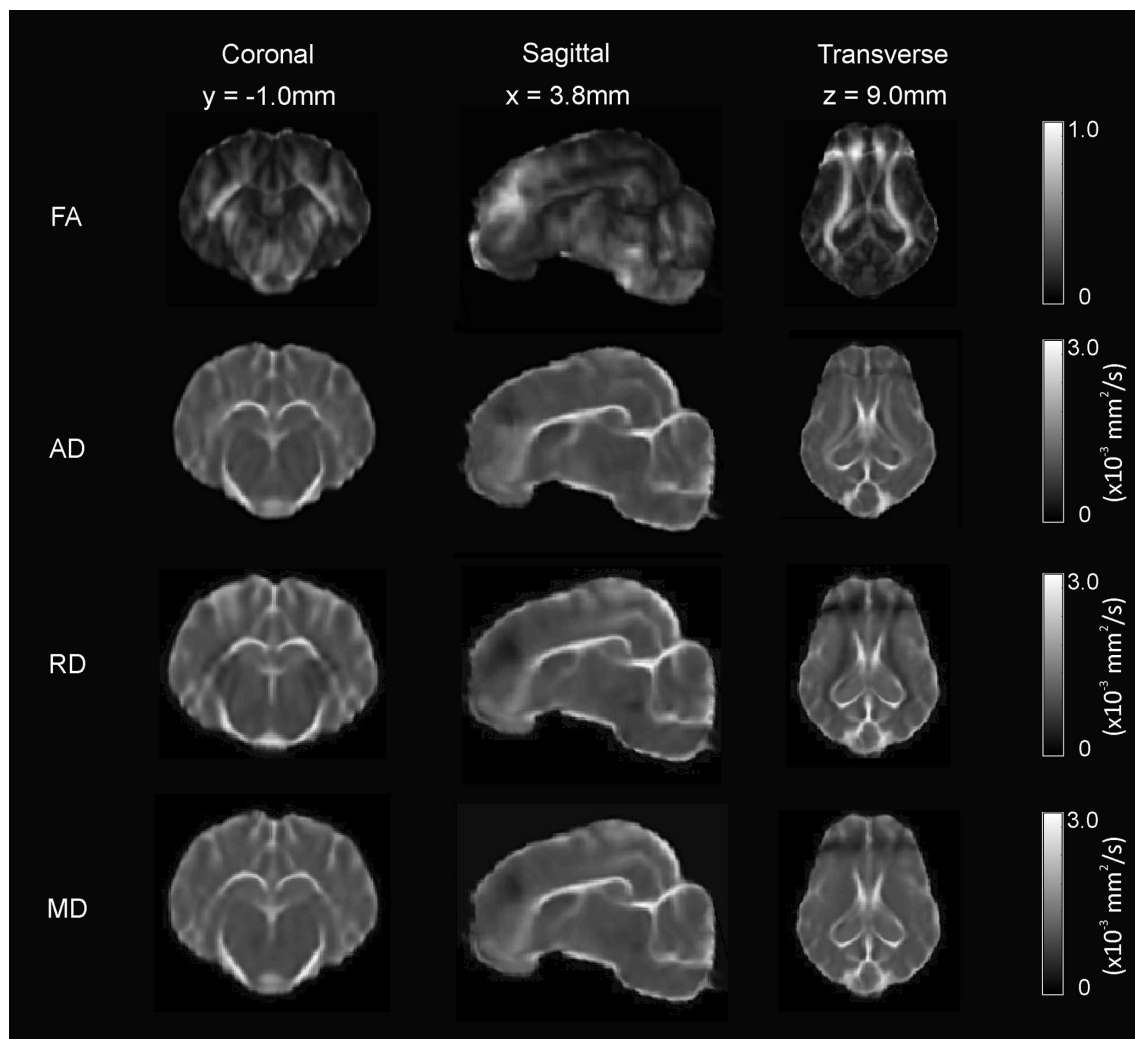 Coronal
Sagittal
Transverse
y = -1.0mm
x = 3.8mm
z = 9.0mm
FA
1.0
0
AD
3.0
0
(x10⁻³ mm²/s)
RD
3.0
0
(x10⁻³ mm²/s)
MD
3.0
0
(x10⁻³ mm²/s)